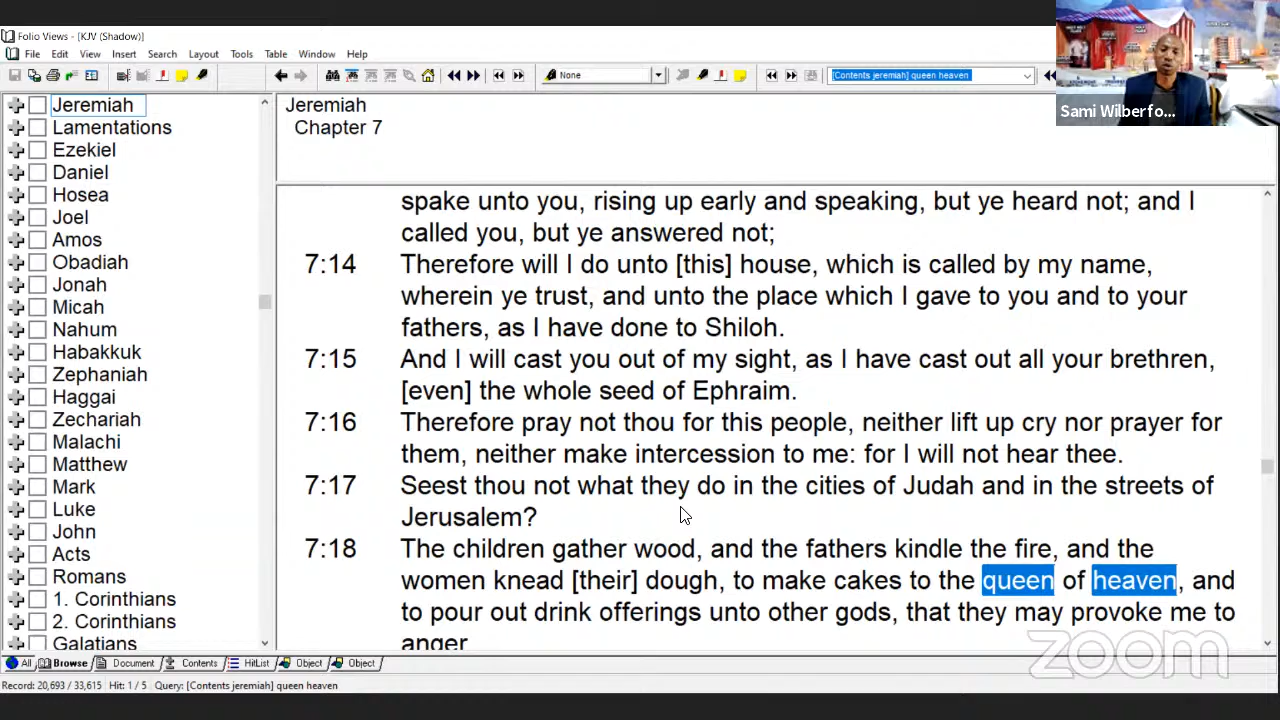 Folio Views - [KJV (Shadow)]
File Edit View Insert Search Layout Tools Table Window Help
None
[Contents jeremiah] queen heaven
Sami Wilberfo...
Jeremiah
Lamentations
Ezekiel
Daniel
Hosea
Joel
Amos
Obadiah
Jonah
Micah
Nahum
Habakkuk
Zephaniah
Haggai
Zechariah
Malachi
Matthew
Mark
Luke
John
Acts
Romans
1. Corinthians
2. Corinthians
Galatians
Jeremiah
Chapter 7
spake unto you, rising up early and speaking, but ye heard not; and I
called you, but ye answered not;
7:14 Therefore will I do unto [this] house, which is called by my name,
wherein ye trust, and unto the place which I gave to you and to your
fathers, as I have done to Shiloh.
7:15 And I will cast you out of my sight, as I have cast out all your brethren,
[even] the whole seed of Ephraim.
7:16 Therefore pray not thou for this people, neither lift up cry nor prayer for
them, neither make intercession to me: for I will not hear thee.
7:17 Seest thou not what they do in the cities of Judah and in the streets of
Jerusalem?
7:18 The children gather wood, and the fathers kindle the fire, and the
women knead [their] dough, to make cakes to the queen of heaven, and
to pour out drink offerings unto other gods, that they may provoke me to
anger
zoom
All Browse Document Contents HitList Object Object
Record: 20,693 / 33,615 Hit: 1 / 5 Query: [Contents jeremiah] queen heaven